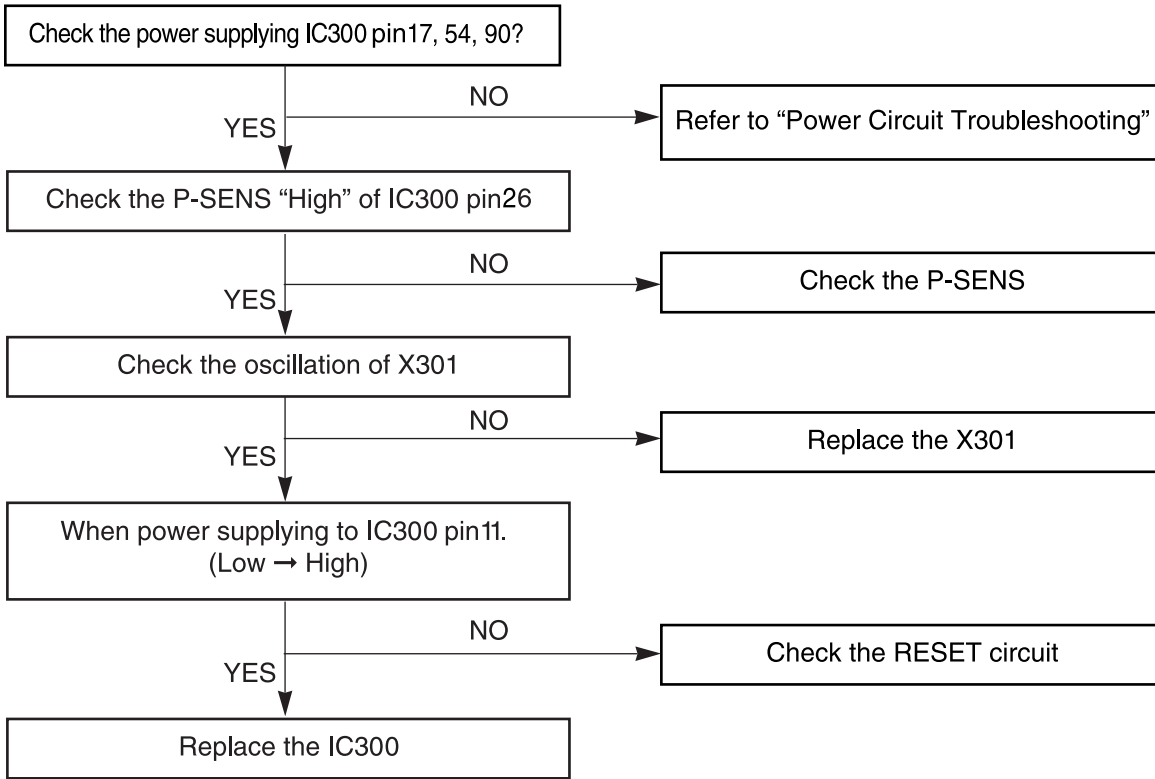 Check the power supplying IC300 pin17, 54, 90?
NO
Refer to “Power Circuit Troubleshooting”
YES
Check the P-SENS “High” of IC300 pin26
NO
Check the P-SENS
YES
Check the oscillation of X301
NO
Replace the X301
YES
When power supplying to IC300 pin11.
(Low → High)
NO
Check the RESET circuit
YES
Replace the IC300